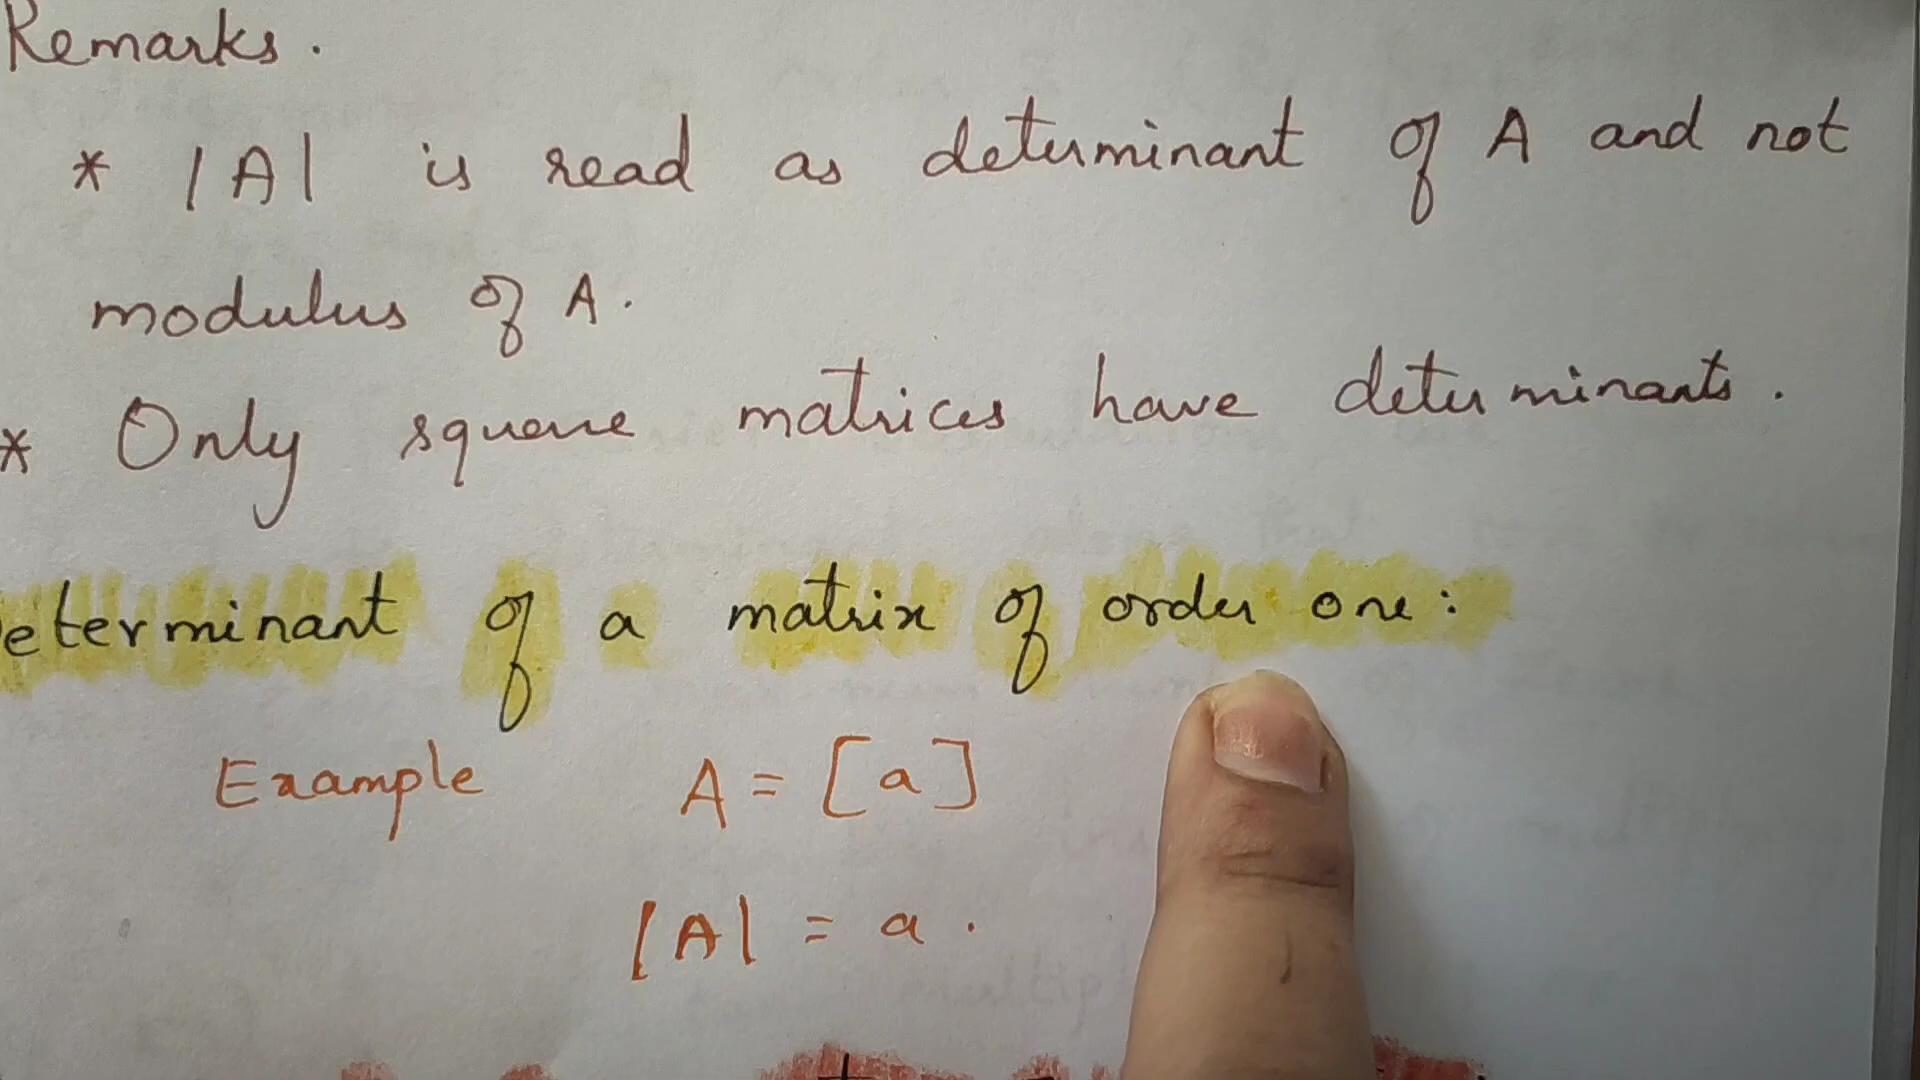 Remarks.
* |A| is read as determinant of A and not
modulus of A.
* Only square matrices have determinants.
eterminant of a matrix of order one:
Example A = [a]
|A| = a.